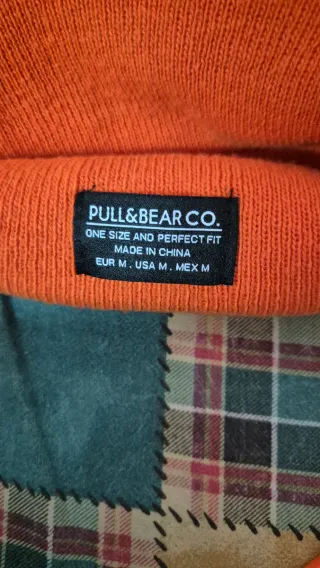 PULL&BEAR CO.
ONE SIZE AND PERFECT FIT
MADE IN CHINA
EUR M . USA M . MEX M